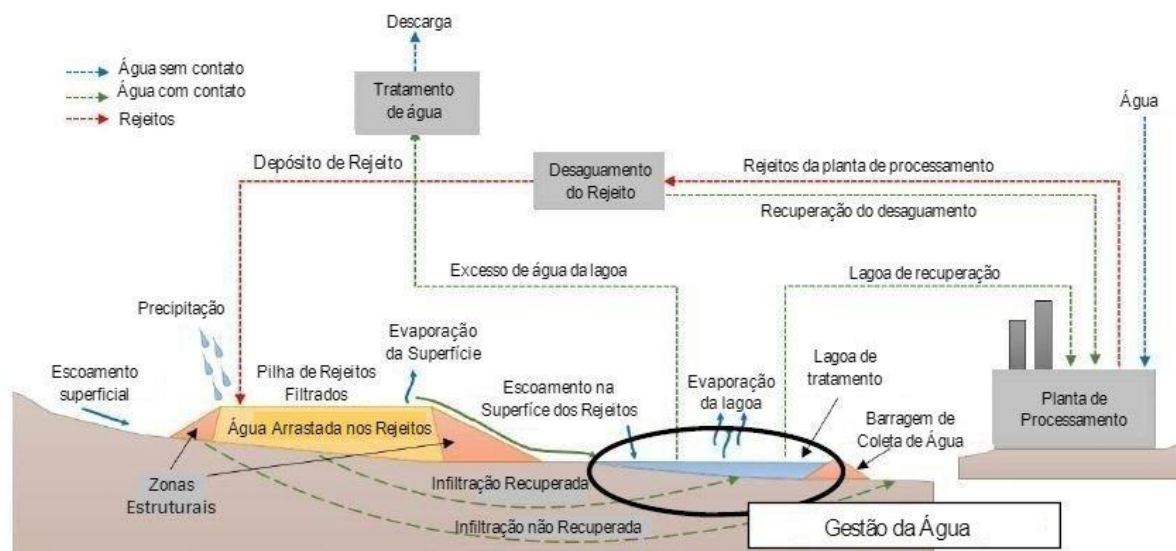 Descarga
Água sem contato
Água com contato
Rejeitos
Tratamento
de água
Água
Depósito de Rejeito
Desaguamento
do Rejeito
Rejeitos da planta de processamento
Recuperação do desaguamento
Excesso de água da lagoa
Lagoa de recuperação
Precipitação
Evaporação
da Superfície
Escoamento
superficial
Pilha de Rejeitos
Filtrados
Escoamento na
Superfíce dos Rejeitos
Evaporação
da lagoa
Lagoa de
tratamento
Barragem de
Coleta de Água
Planta de
Processamento
Água Arrastada nos Rejeitos
Zonas
Estruturais
Infiltração Recuperada
Infiltração não Recuperada
Gestão da Água